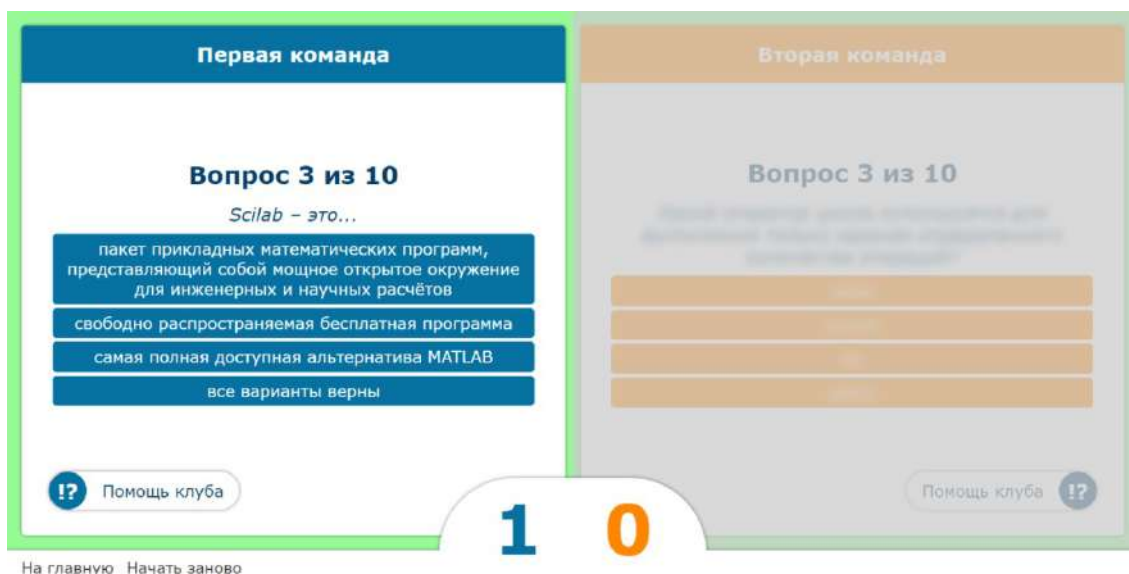 Первая команда
Вопрос 3 из 10
Scilab – это...
пакет прикладных математических программ,
представляющий собой мощное открытое окружение
для инженерных и научных расчётов
свободно распространяемая бесплатная программа
самая полная доступная альтернатива MATLAB
все варианты верны
!? Помощь клуба
Вторая команда
Вопрос 3 из 10
Помощь клуба !?
1 0
На главную Начать заново